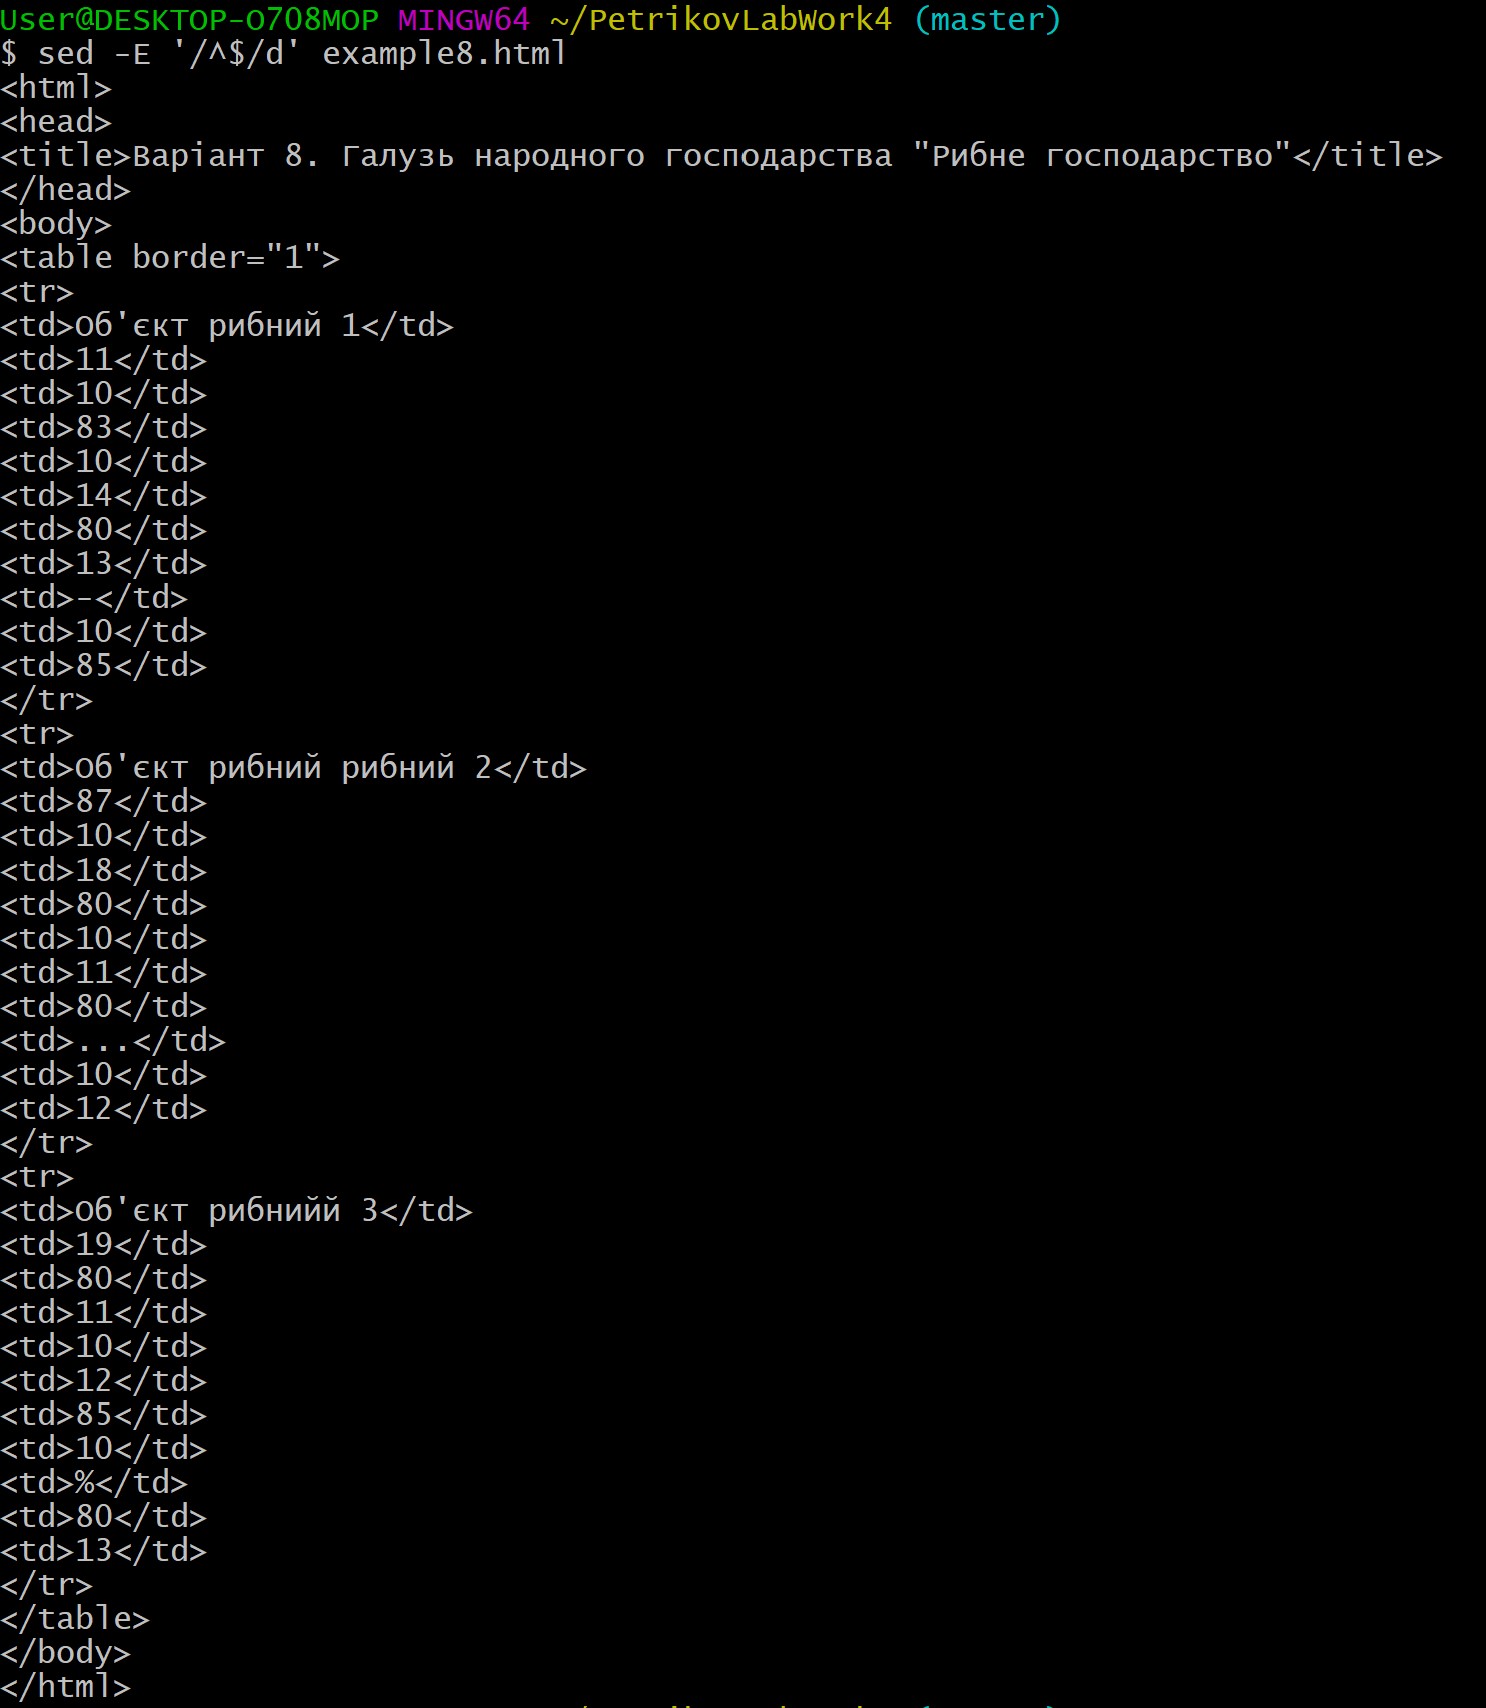 User@DESKTOP-O7O8MOP MINGW64 ~/PetrikovLabWork4 (master)
$ sed -E '/^$/d' example8.html
<html>
<head>
<title>Варіант 8. Галузь народного господарства "Рибне господарство"</title>
</head>
<body>
<table border="1">
<tr>
<td>Об'єкт рибний 1</td>
<td>11</td>
<td>10</td>
<td>83</td>
<td>10</td>
<td>14</td>
<td>80</td>
<td>13</td>
<td>-</td>
<td>10</td>
<td>85</td>
</tr>
<tr>
<td>Об'єкт рибний рибний 2</td>
<td>87</td>
<td>10</td>
<td>18</td>
<td>80</td>
<td>10</td>
<td>11</td>
<td>80</td>
<td>...</td>
<td>10</td>
<td>12</td>
</tr>
<tr>
<td>Об'єкт рибнийй 3</td>
<td>19</td>
<td>80</td>
<td>11</td>
<td>10</td>
<td>12</td>
<td>85</td>
<td>10</td>
<td>%</td>
<td>80</td>
<td>13</td>
</tr>
</table>
</body>
</html>